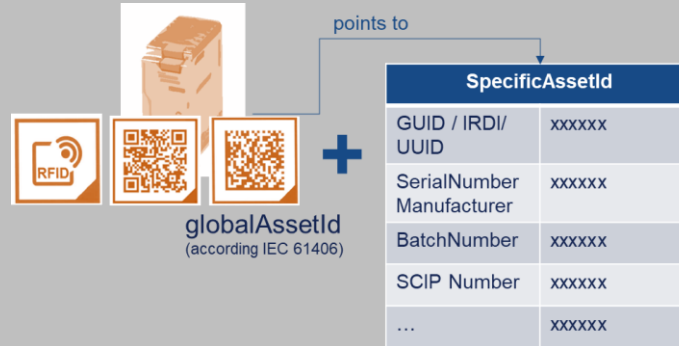 points to
RFID
globalAssetId
(according IEC 61406)
SpecificAssetId
GUID / IRDI/ xxxxxx
UUID
SerialNumber xxxxxx
Manufacturer
BatchNumber xxxxxx
SCIP Number xxxxxx
… xxxxxx